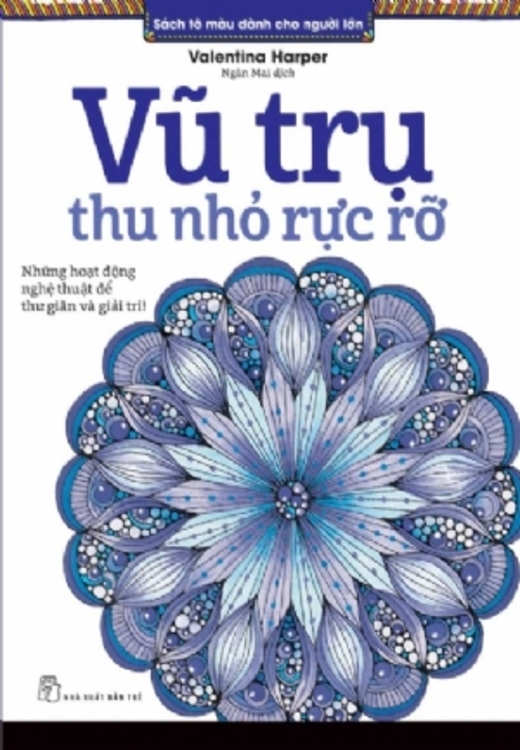 Sách tô màu dành cho người lớn
Valentina Harper
Ngân Mai dịch
Vũ trụ
thu nhỏ rực rỡ
Những hoạt động
nghệ thuật để
thư giãn và giải trí!
NHÀ XUẤT BẢN TRẺ